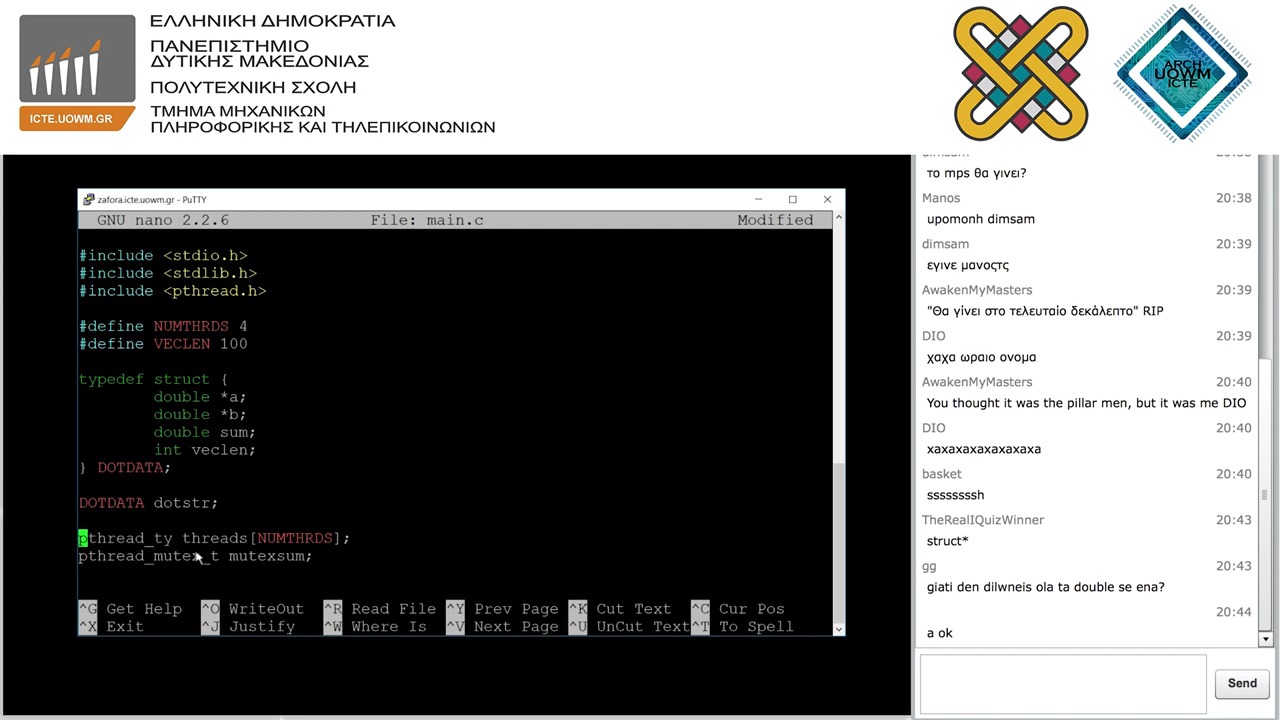 ΕΛΛΗΝΙΚΗ ΔΗΜΟΚΡΑΤΙΑ
ΠΑΝΕΠΙΣΤΗΜΙΟ
ΔΥΤΙΚΗΣ ΜΑΚΕΔΟΝΙΑΣ
ΠΟΛΥΤΕΧΝΙΚΗ ΣΧΟΛΗ
ΤΜΗΜΑ ΜΗΧΑΝΙΚΩΝ
ΠΛΗΡΟΦΟΡΙΚΗΣ ΚΑΙ ΤΗΛΕΠΙΚΟΙΝΩΝΙΩΝ
ICTE.UOWM.GR
ARCH
UOWM
ICTE
zafora.icte.uowm.gr - PuTTY
GNU nano 2.2.6 File: main.c Modified
#include <stdio.h>
#include <stdlib.h>
#include <pthread.h>
#define NUMTHRDS 4
#define VECLEN 100
typedef struct {
double *a;
double *b;
double sum;
int veclen;
} DOTDATA;
DOTDATA dotstr;
pthread_ty threads[NUMTHRDS];
pthread_mutex_t mutexsum;
^G Get Help ^O WriteOut ^R Read File ^Y Prev Page ^K Cut Text ^C Cur Pos
^X Exit ^J Justify ^W Where Is ^V Next Page ^U UnCut Text ^T To Spell
dimsam 20:38
το mps θα γινει?
Manos 20:38
upomonh dimsam
dimsam 20:39
εγινε μανοςτς
AwakenMyMasters 20:39
"Θα γίνει στο τελευταίο δεκάλεπτο" RIP
DIO 20:39
χαχα ωραιο ονομα
AwakenMyMasters 20:40
You thought it was the pillar men, but it was me DIO
DIO 20:40
χαχαχαχαχαχαχα
basket 20:40
sssssssssh
TheRealIQuizWinner 20:43
struct*
gg 20:43
giati den dilwneis ola ta double se ena?
20:44
a ok
Send